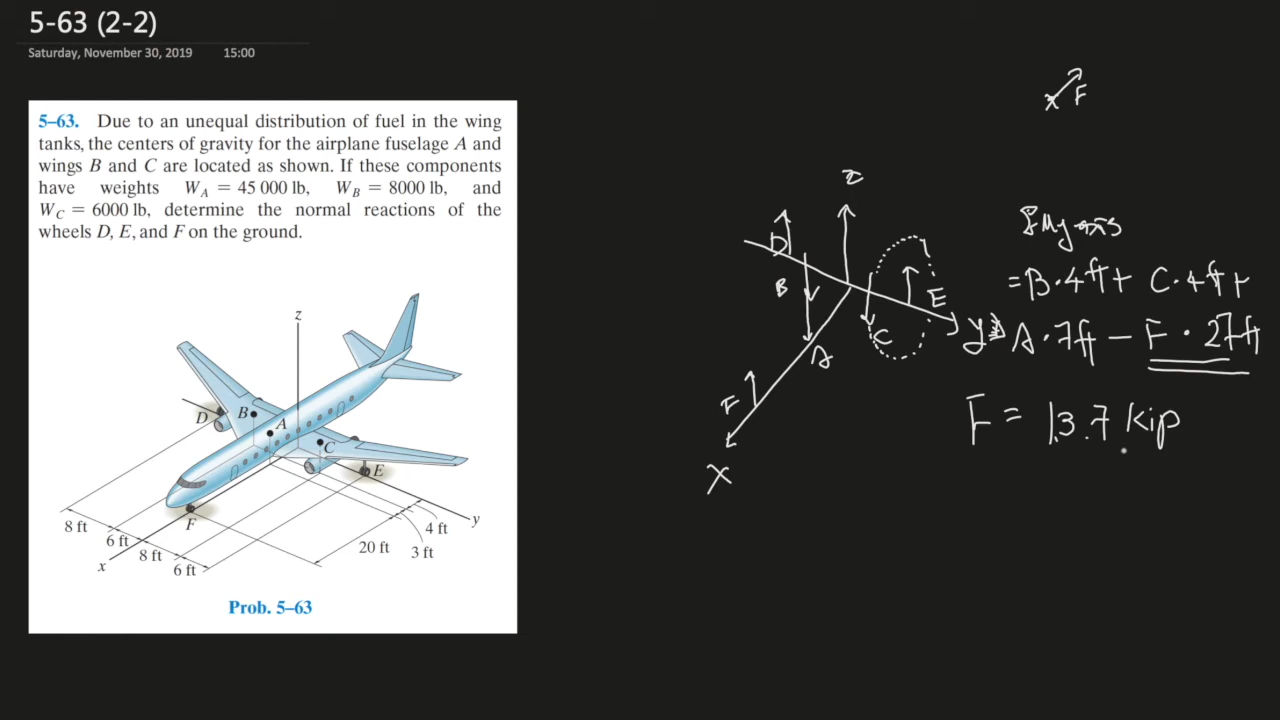 5-63 (2-2)
Saturday, November 30, 2019 15:00
5–63. Due to an unequal distribution of fuel in the wing
tanks, the centers of gravity for the airplane fuselage A and
wings B and C are located as shown. If these components
have weights W_A = 45 000 lb, W_B = 8000 lb, and
W_C = 6000 lb, determine the normal reactions of the
wheels D, E, and F on the ground.
z
D
B
A
C
E
F
8 ft
6 ft
8 ft
6 ft
x
20 ft
3 ft
4 ft
y
Prob. 5–63
F
z
D
B
C
E
y
A
F
X
ΣMy axis
= B · 4ft + C · 4ft +
A · 7ft − F · 27ft
F = 13.7 kip